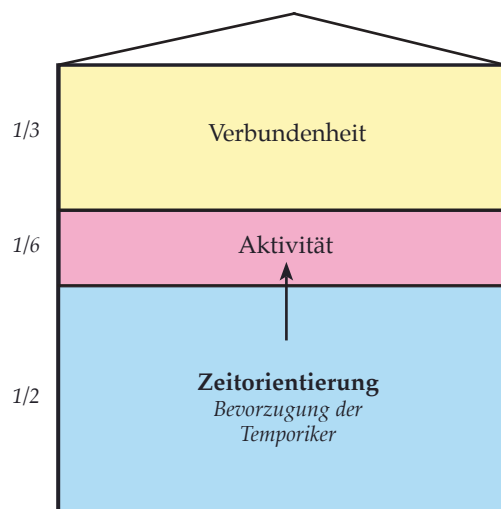 1/3
Verbundenheit
1/6
Aktivität
1/2
Zeitorientierung
Bevorzugung der
Temporiker